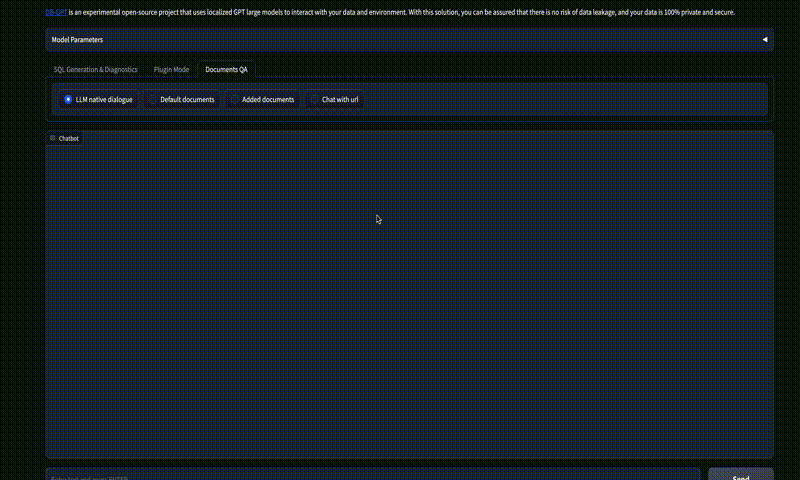 DB-GPT is an experimental open-source project that uses localized GPT large models to interact with your data and environment. With this solution, you can be assured that there is no risk of data leakage, and your data is 100% private and secure.
Model Parameters
SQL Generation & Diagnostics Plugin Mode Documents QA
LLM native dialogue Default documents Added documents Chat with url
Chatbot
Send